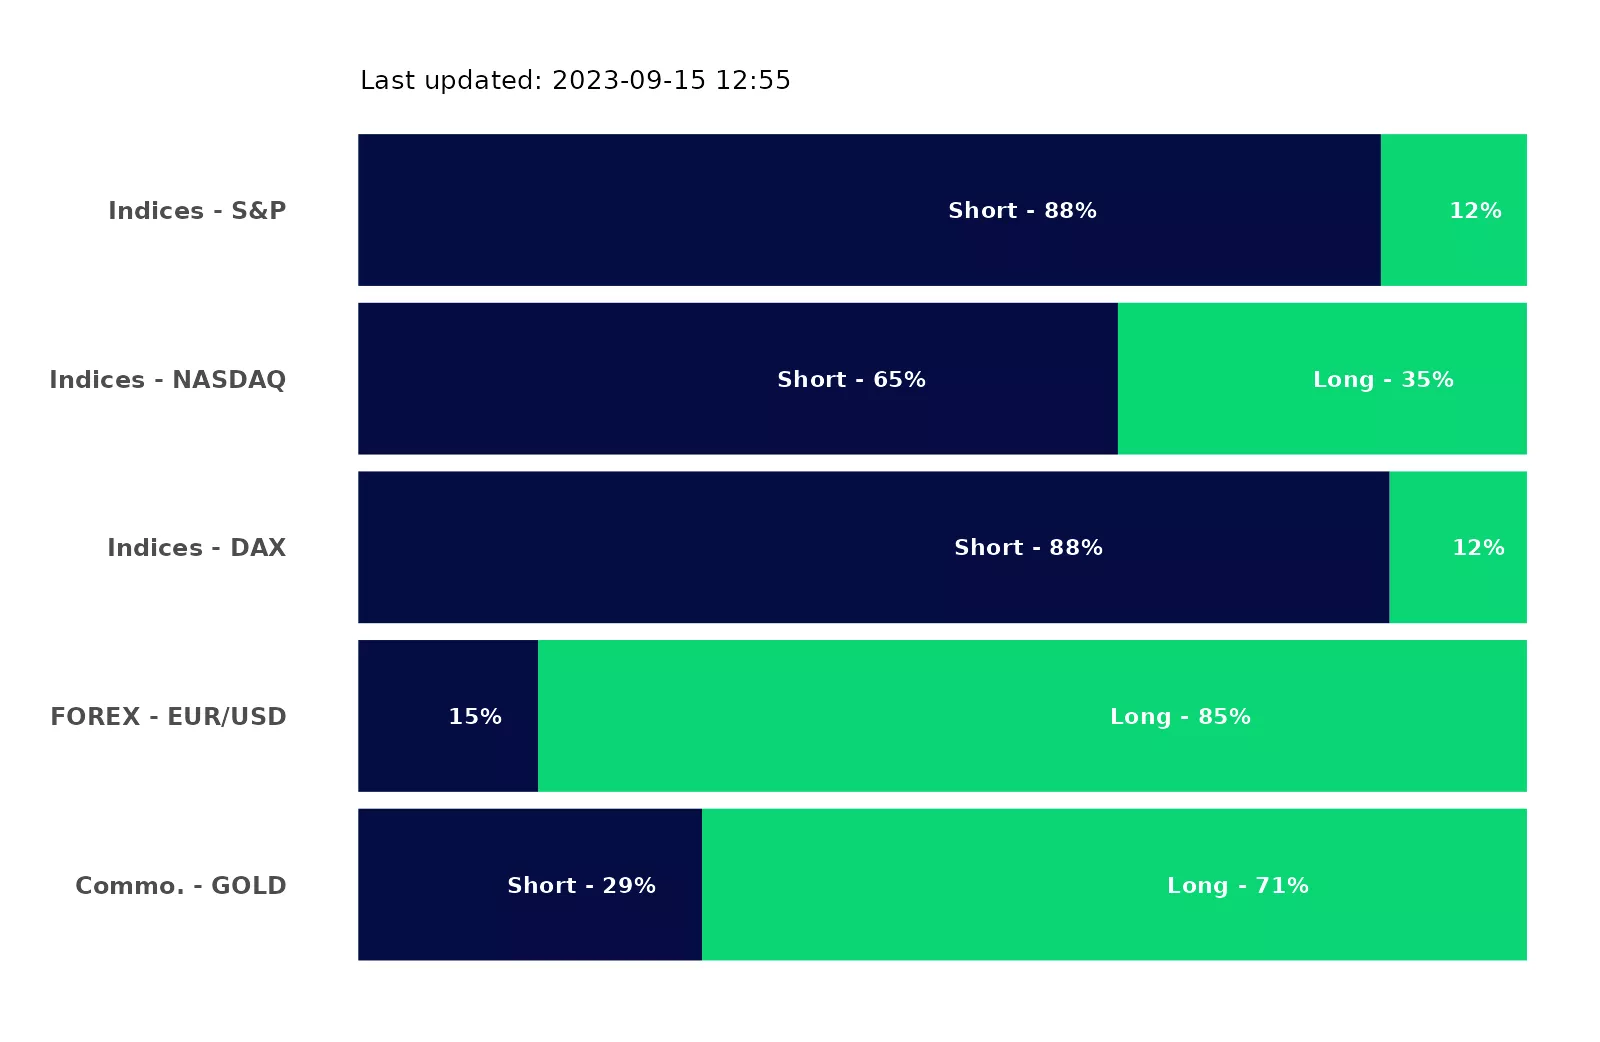 Last updated: 2023-09-15 12:55
Indices - S&P Short - 88% 12%
Indices - NASDAQ Short - 65% Long - 35%
Indices - DAX Short - 88% 12%
FOREX - EUR/USD 15% Long - 85%
Commo. - GOLD Short - 29% Long - 71%